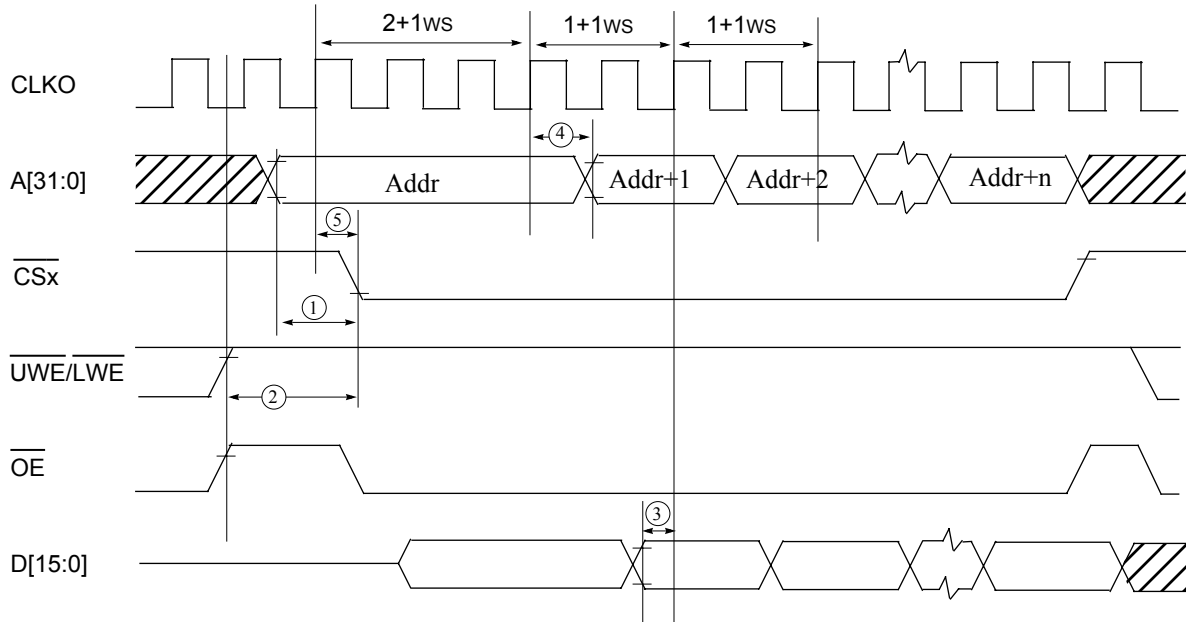 2+1WS 1+1WS 1+1WS
CLKO
④
A[31:0] Addr Addr+1 Addr+2 Addr+n
⑤
CSx
①
UWE/LWE
②
OE
③
D[15:0]